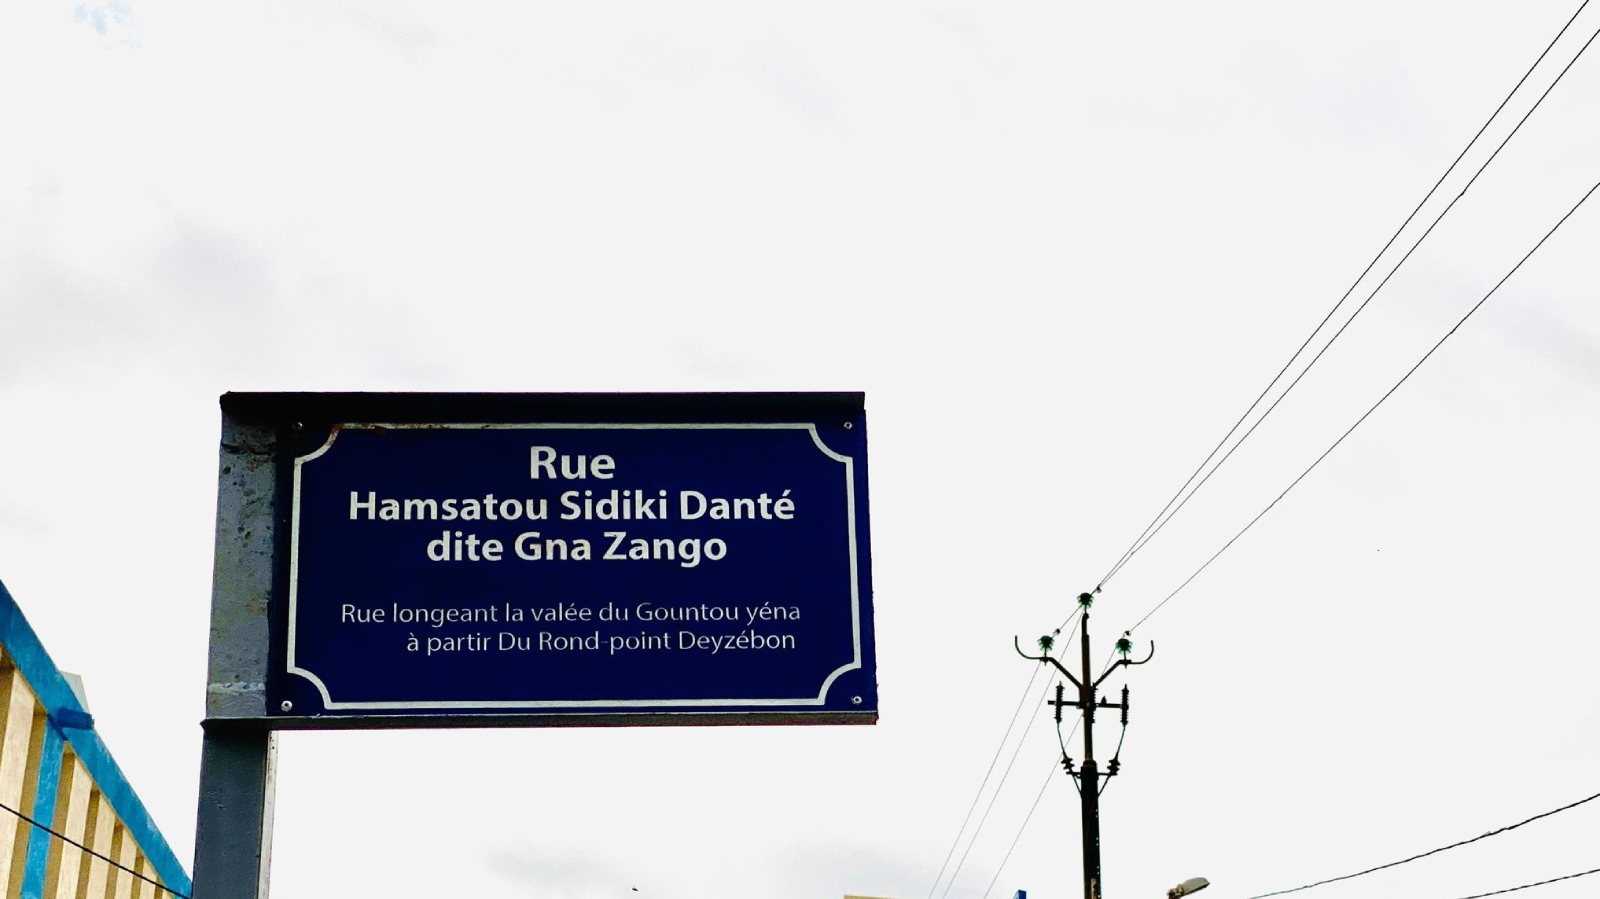 Rue
Hamsatou Sidiki Danté
dite Gna Zango
Rue longeant la valée du Gountou yéna
à partir Du Rond-point Deyzébon